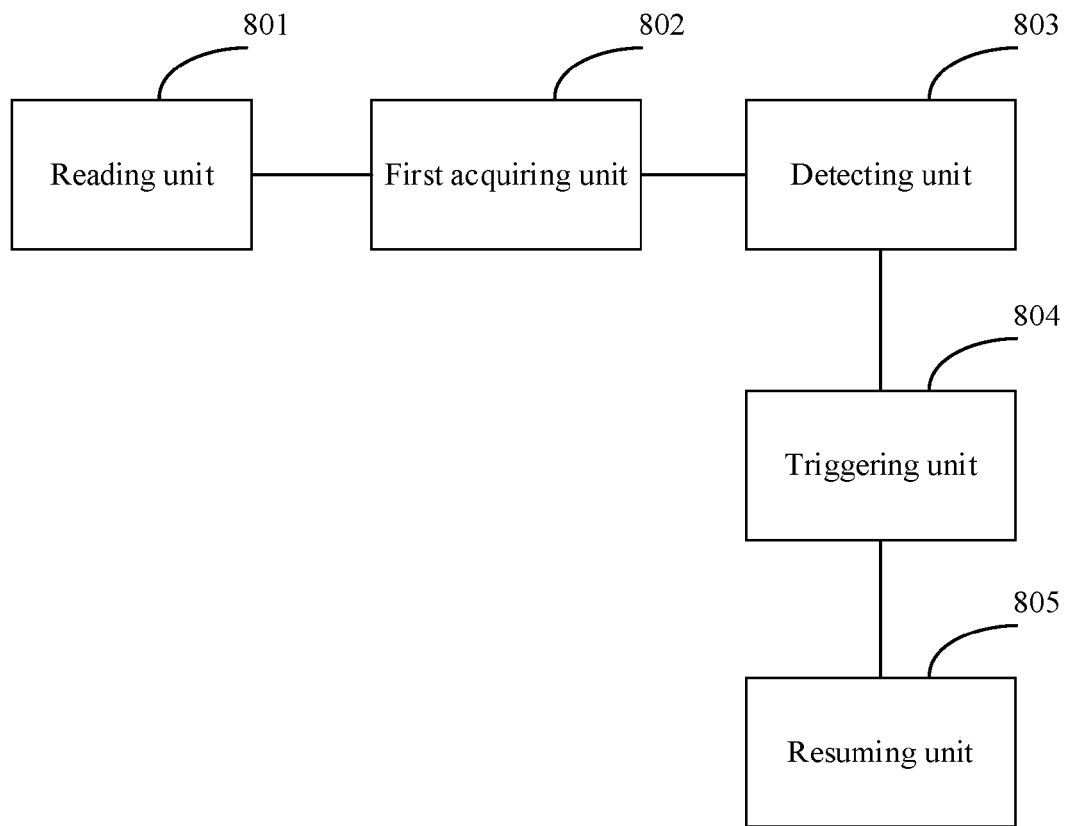 801
802
803
Reading unit
First acquiring unit
Detecting unit
804
Triggering unit
805
Resuming unit